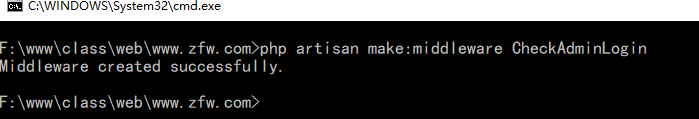 C:\WINDOWS\System32\cmd.exe
F:\www\class\web\www.zfw.com>php artisan make:middleware CheckAdminLogin
Middleware created successfully.
F:\www\class\web\www.zfw.com>